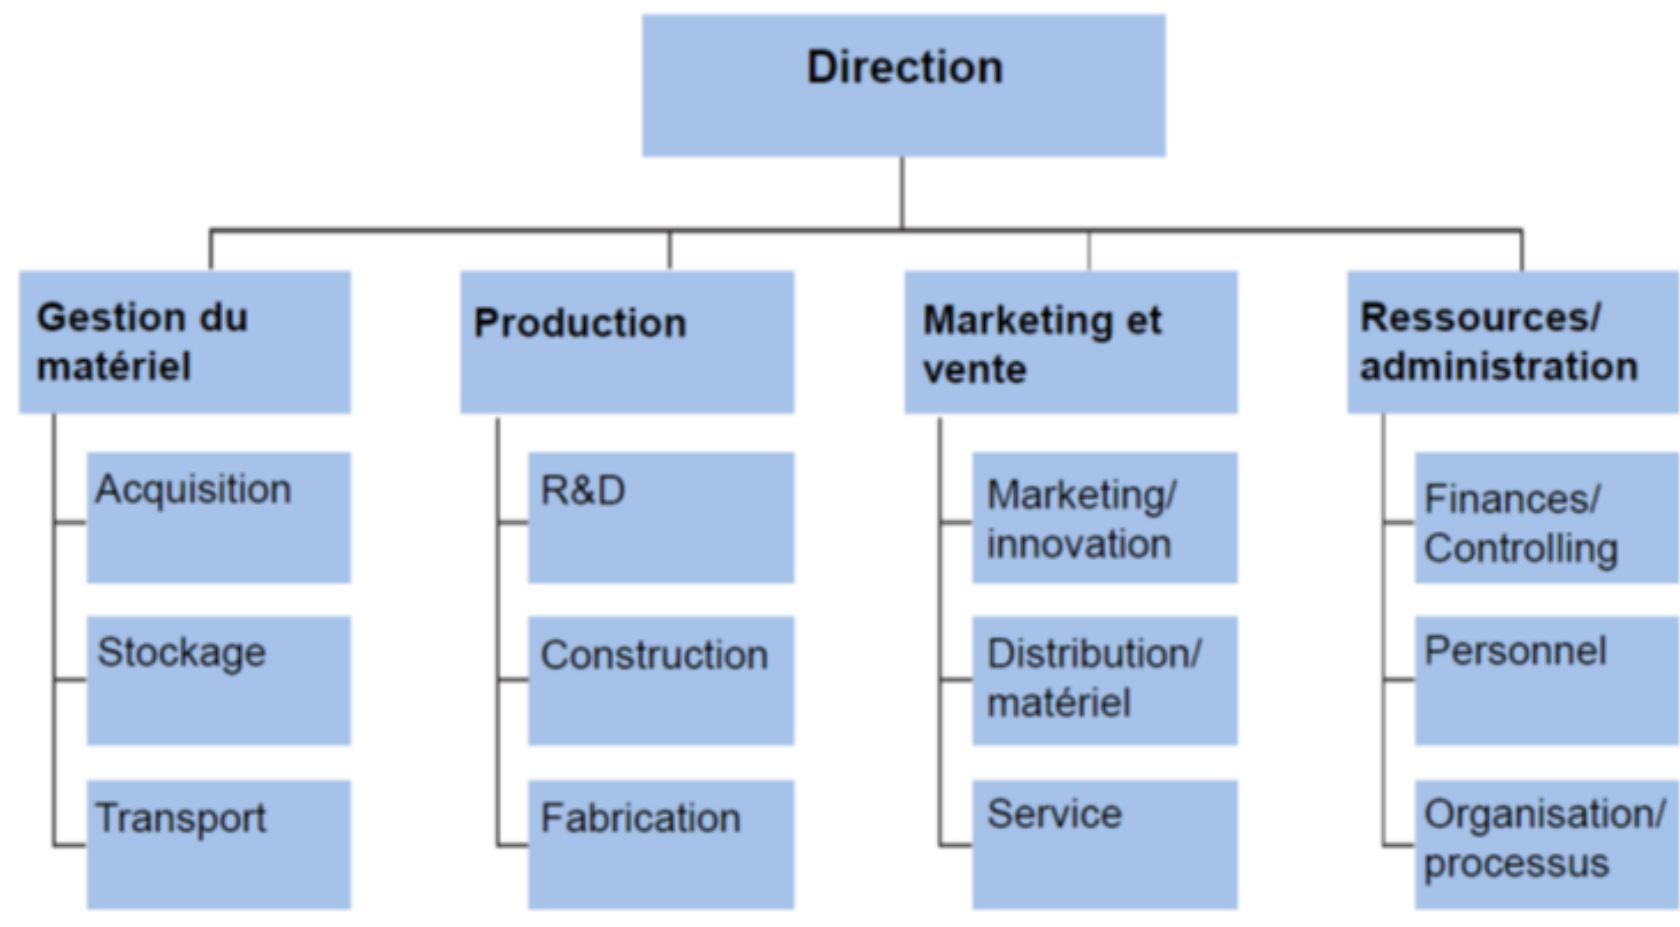 Direction
Gestion du
matériel
Acquisition
Stockage
Transport
Production
R&D
Construction
Fabrication
Marketing et
vente
Marketing/
innovation
Distribution/
matériel
Service
Ressources/
administration
Finances/
Controlling
Personnel
Organisation/
processus